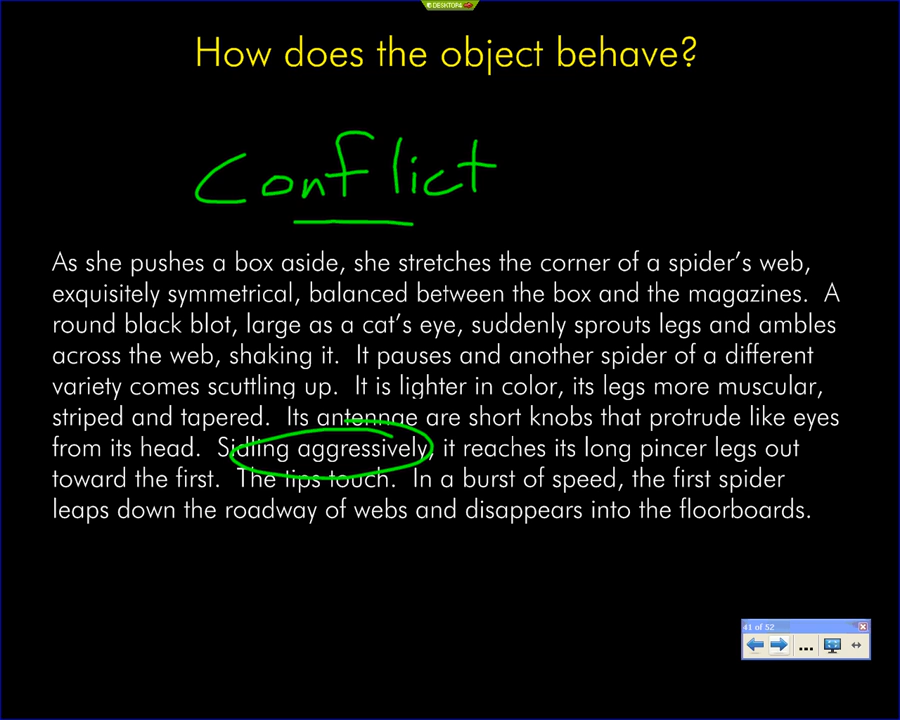 DESKTOP4
How does the object behave?
Conflict
As she pushes a box aside, she stretches the corner of a spider's web,
exquisitely symmetrical, balanced between the box and the magazines. A
round black blot, large as a cat's eye, suddenly sprouts legs and ambles
across the web, shaking it. It pauses and another spider of a different
variety comes scuttling up. It is lighter in color, its legs more muscular,
striped and tapered. Its antennae are short knobs that protrude like eyes
from its head. Sidling aggressively, it reaches its long pincer legs out
toward the first. The tips touch. In a burst of speed, the first spider
leaps down the roadway of webs and disappears into the floorboards.
41 of 52
...